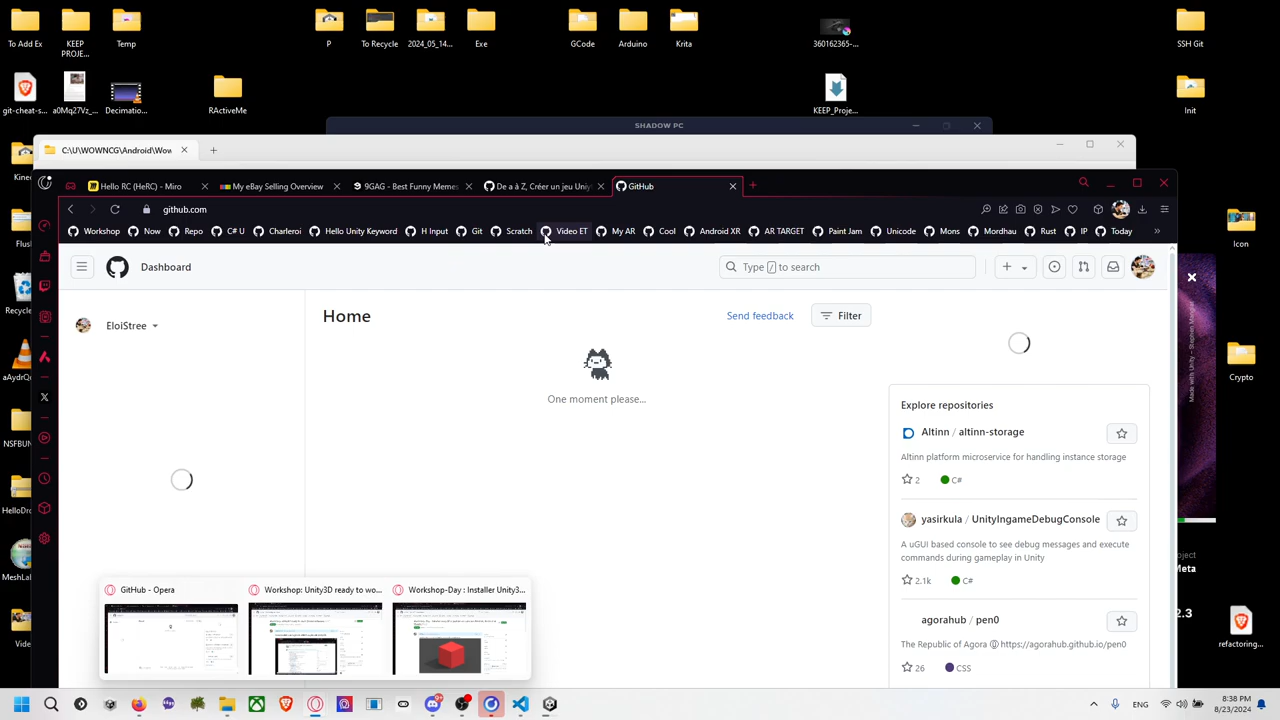 To Add Ex
KEEP
PROJE...
Temp
P
To Recycle
2024_05_14...
Exe
GCode
Arduino
Krita
360162365-...
SSH Git
git-cheat-s...
a0Mq27Vz_...
Decimatio...
RActiveMe
KEEP_Proje...
Init
SHADOW PC
C:\U\WOWNCG\Android\Wow
Hello RC (HeRC) - Miro
My eBay Selling Overview
9GAG - Best Funny Memes
De a à Z, Créer un jeu Unity
GitHub
github.com
Workshop
Now
Repo
C# U
Charleroi
Hello Unity Keyword
H Input
Git
Scratch
Video ET
My AR
Cool
Android XR
AR TARGET
Paint Jam
Unicode
Mons
Mordhau
Rust
IP
Today
Dashboard
Type / to search
EloiStree
Home
Send feedback
Filter
One moment please...
Explore repositories
Altinn / altinn-storage
Altinn platform microservice for handling instance storage
2 C#
yasirkula / UnityIngameDebugConsole
A uGUI based console to see debug messages and execute
commands during gameplay in Unity
2.1k C#
agorahub / pen0
The Republic of Agora @ https://agorahub.github.io/pen0
26 CSS
Kine
Flus
Recycle
aAydrQ
NSFBUN
HelloDr
MeshLa
Vide
Icon
Crypto
refactoring...
oject
Meta
2.3
GitHub - Opera
Workshop: Unity3D ready to wo...
Workshop-Day : Installer Unity3...
ENG
8:38 PM
8/23/2024